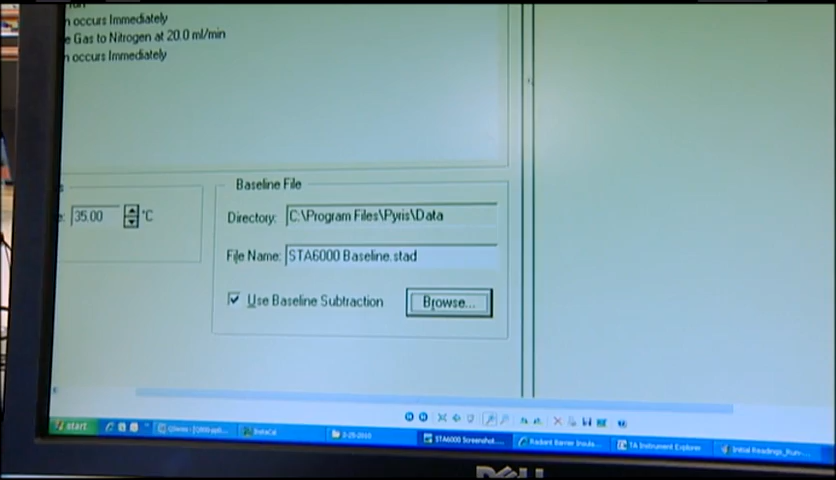 n occurs Immediately
e Gas to Nitrogen at 20.0 ml/min
n occurs Immediately
Baseline File
35.00 °C
Directory: C:\Program Files\Pyris\Data
File Name: STA6000 Baseline.stad
Use Baseline Subtraction
Browse...
start
InstaCal
2-25-2010
STA6000 Screenshot...
Radiant Barrier Insula...
TA Instrument Explorer
Initial Readings_Run-...
DELL